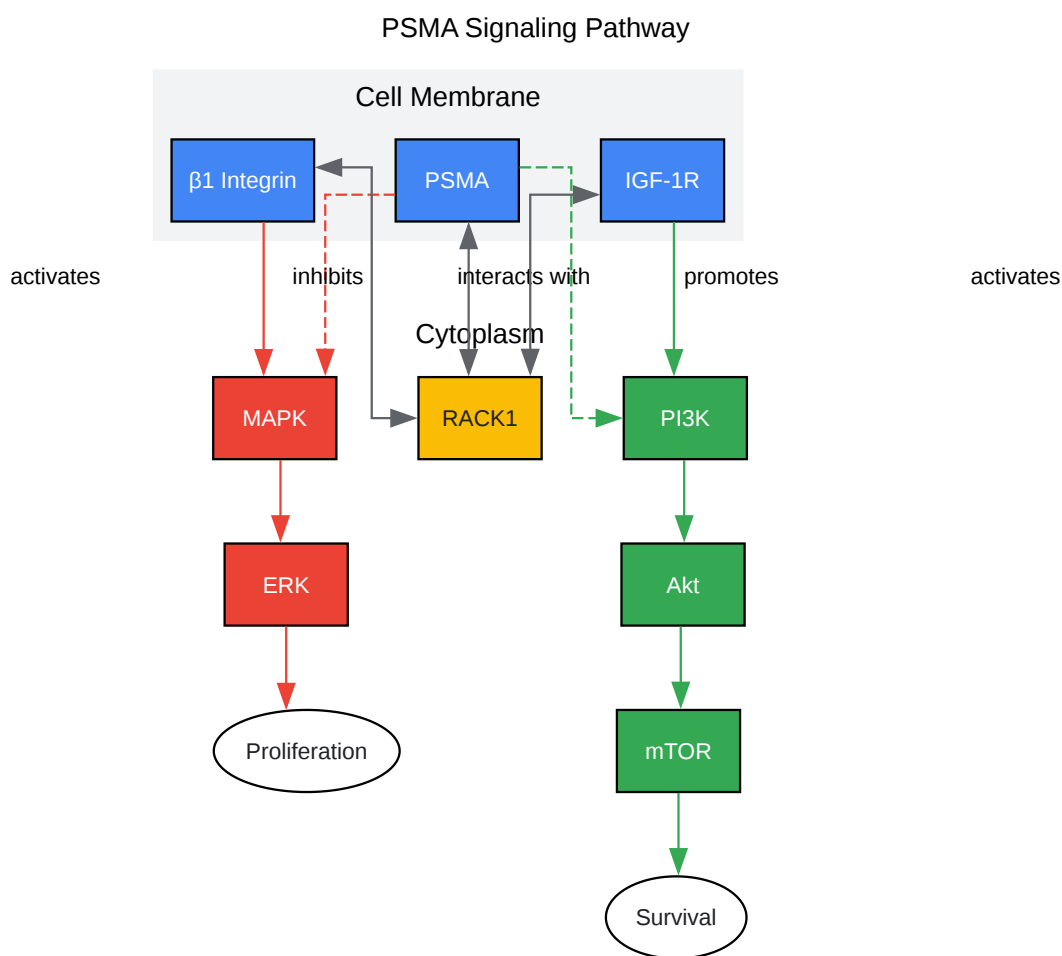 PSMA Signaling Pathway
Cell Membrane
β1 Integrin
PSMA
IGF-1R
activates
inhibits
interacts with
promotes
activates
Cytoplasm
MAPK
RACK1
PI3K
ERK
Akt
Proliferation
mTOR
Survival